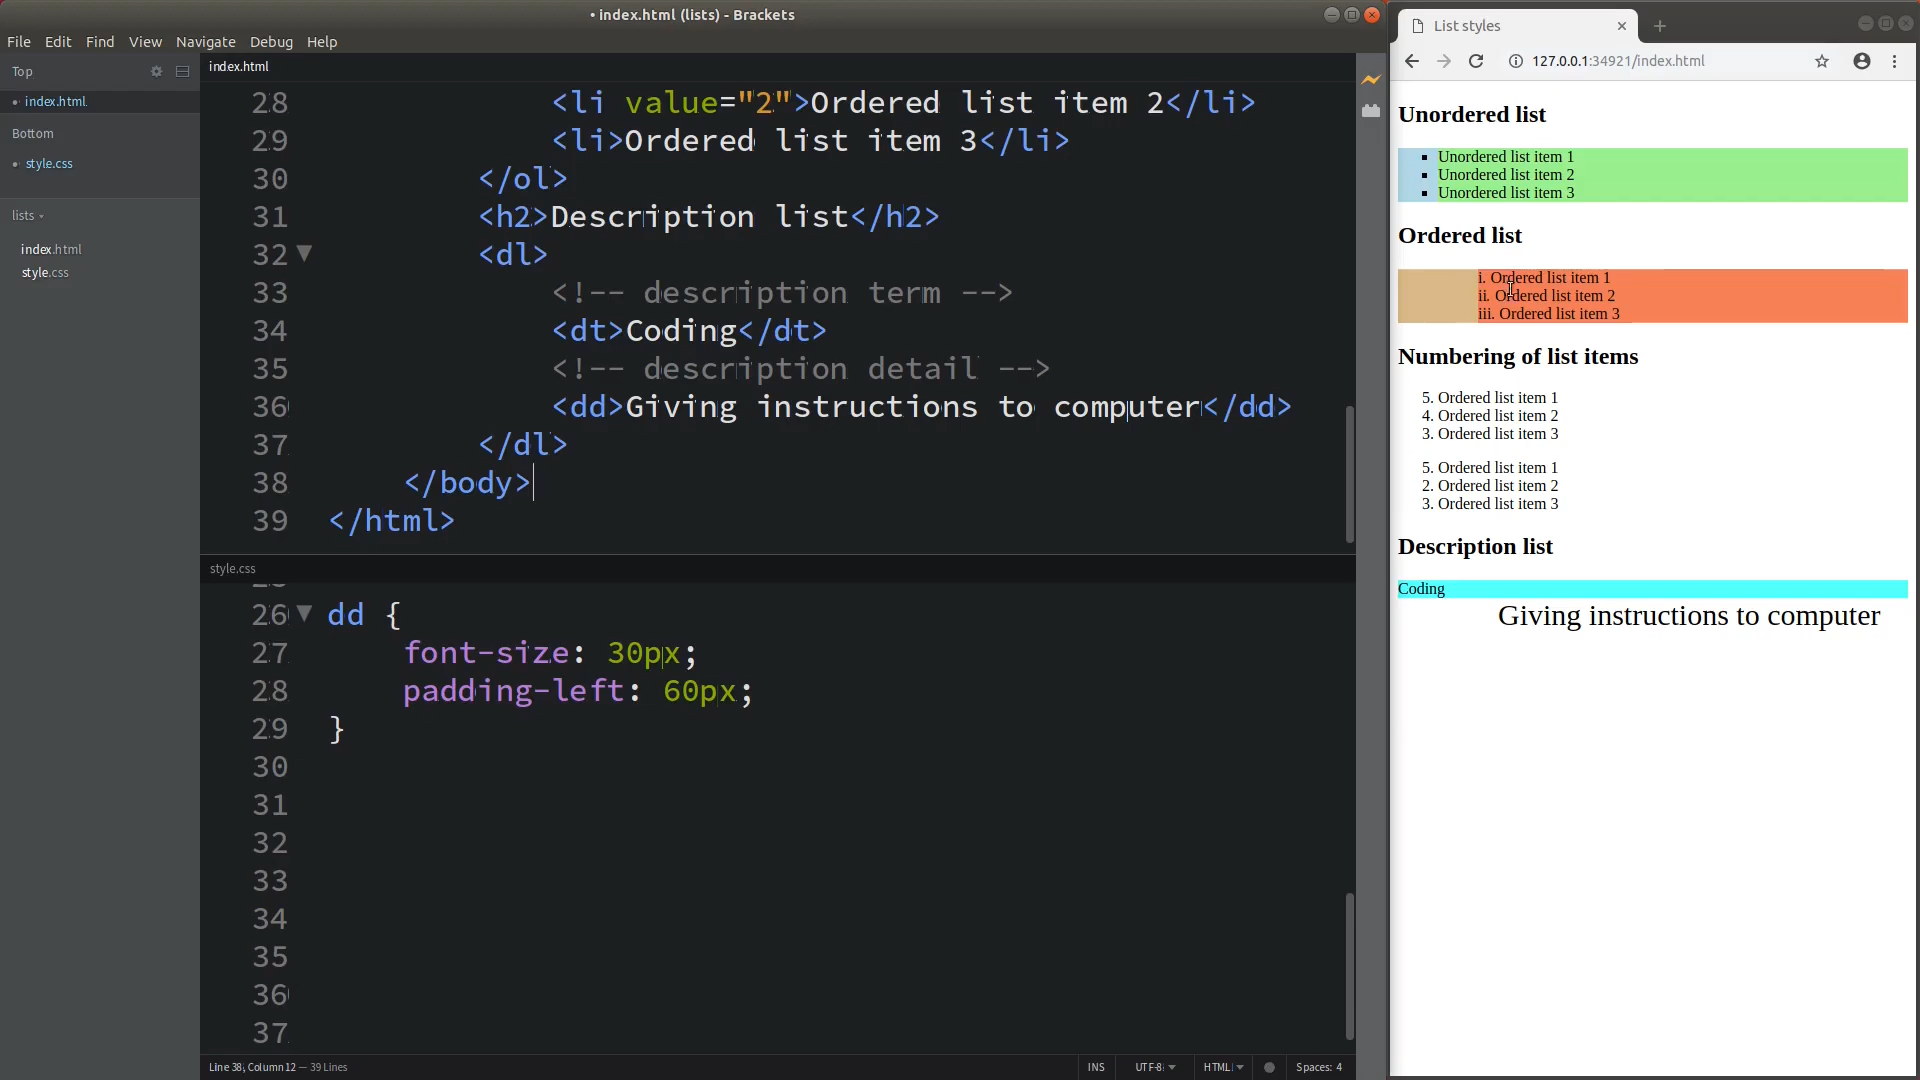 • index.html (lists) - Brackets
File Edit Find View Navigate Debug Help
Top
• index.html
Bottom
• style.css
lists
index.html
style.css
index.html
28 <li value="2">Ordered list item 2</li>
29 <li>Ordered list item 3</li>
30 </ol>
31 <h2>Description list</h2>
32 <dl>
33 <!-- description term -->
34 <dt>Coding</dt>
35 <!-- description detail -->
36 <dd>Giving instructions to computer</dd>
37 </dl>
38 </body>
39 </html>
style.css
26 dd {
27 font-size: 30px;
28 padding-left: 60px;
29 }
30
31
32
33
34
35
36
37
Line 38, Column 12 — 39 Lines
INS UTF-8 HTML Spaces: 4
List styles
127.0.0.1:34921/index.html
Unordered list
▪ Unordered list item 1
▪ Unordered list item 2
▪ Unordered list item 3
Ordered list
i. Ordered list item 1
ii. Ordered list item 2
iii. Ordered list item 3
Numbering of list items
5. Ordered list item 1
4. Ordered list item 2
3. Ordered list item 3
5. Ordered list item 1
2. Ordered list item 2
3. Ordered list item 3
Description list
Coding
Giving instructions to computer